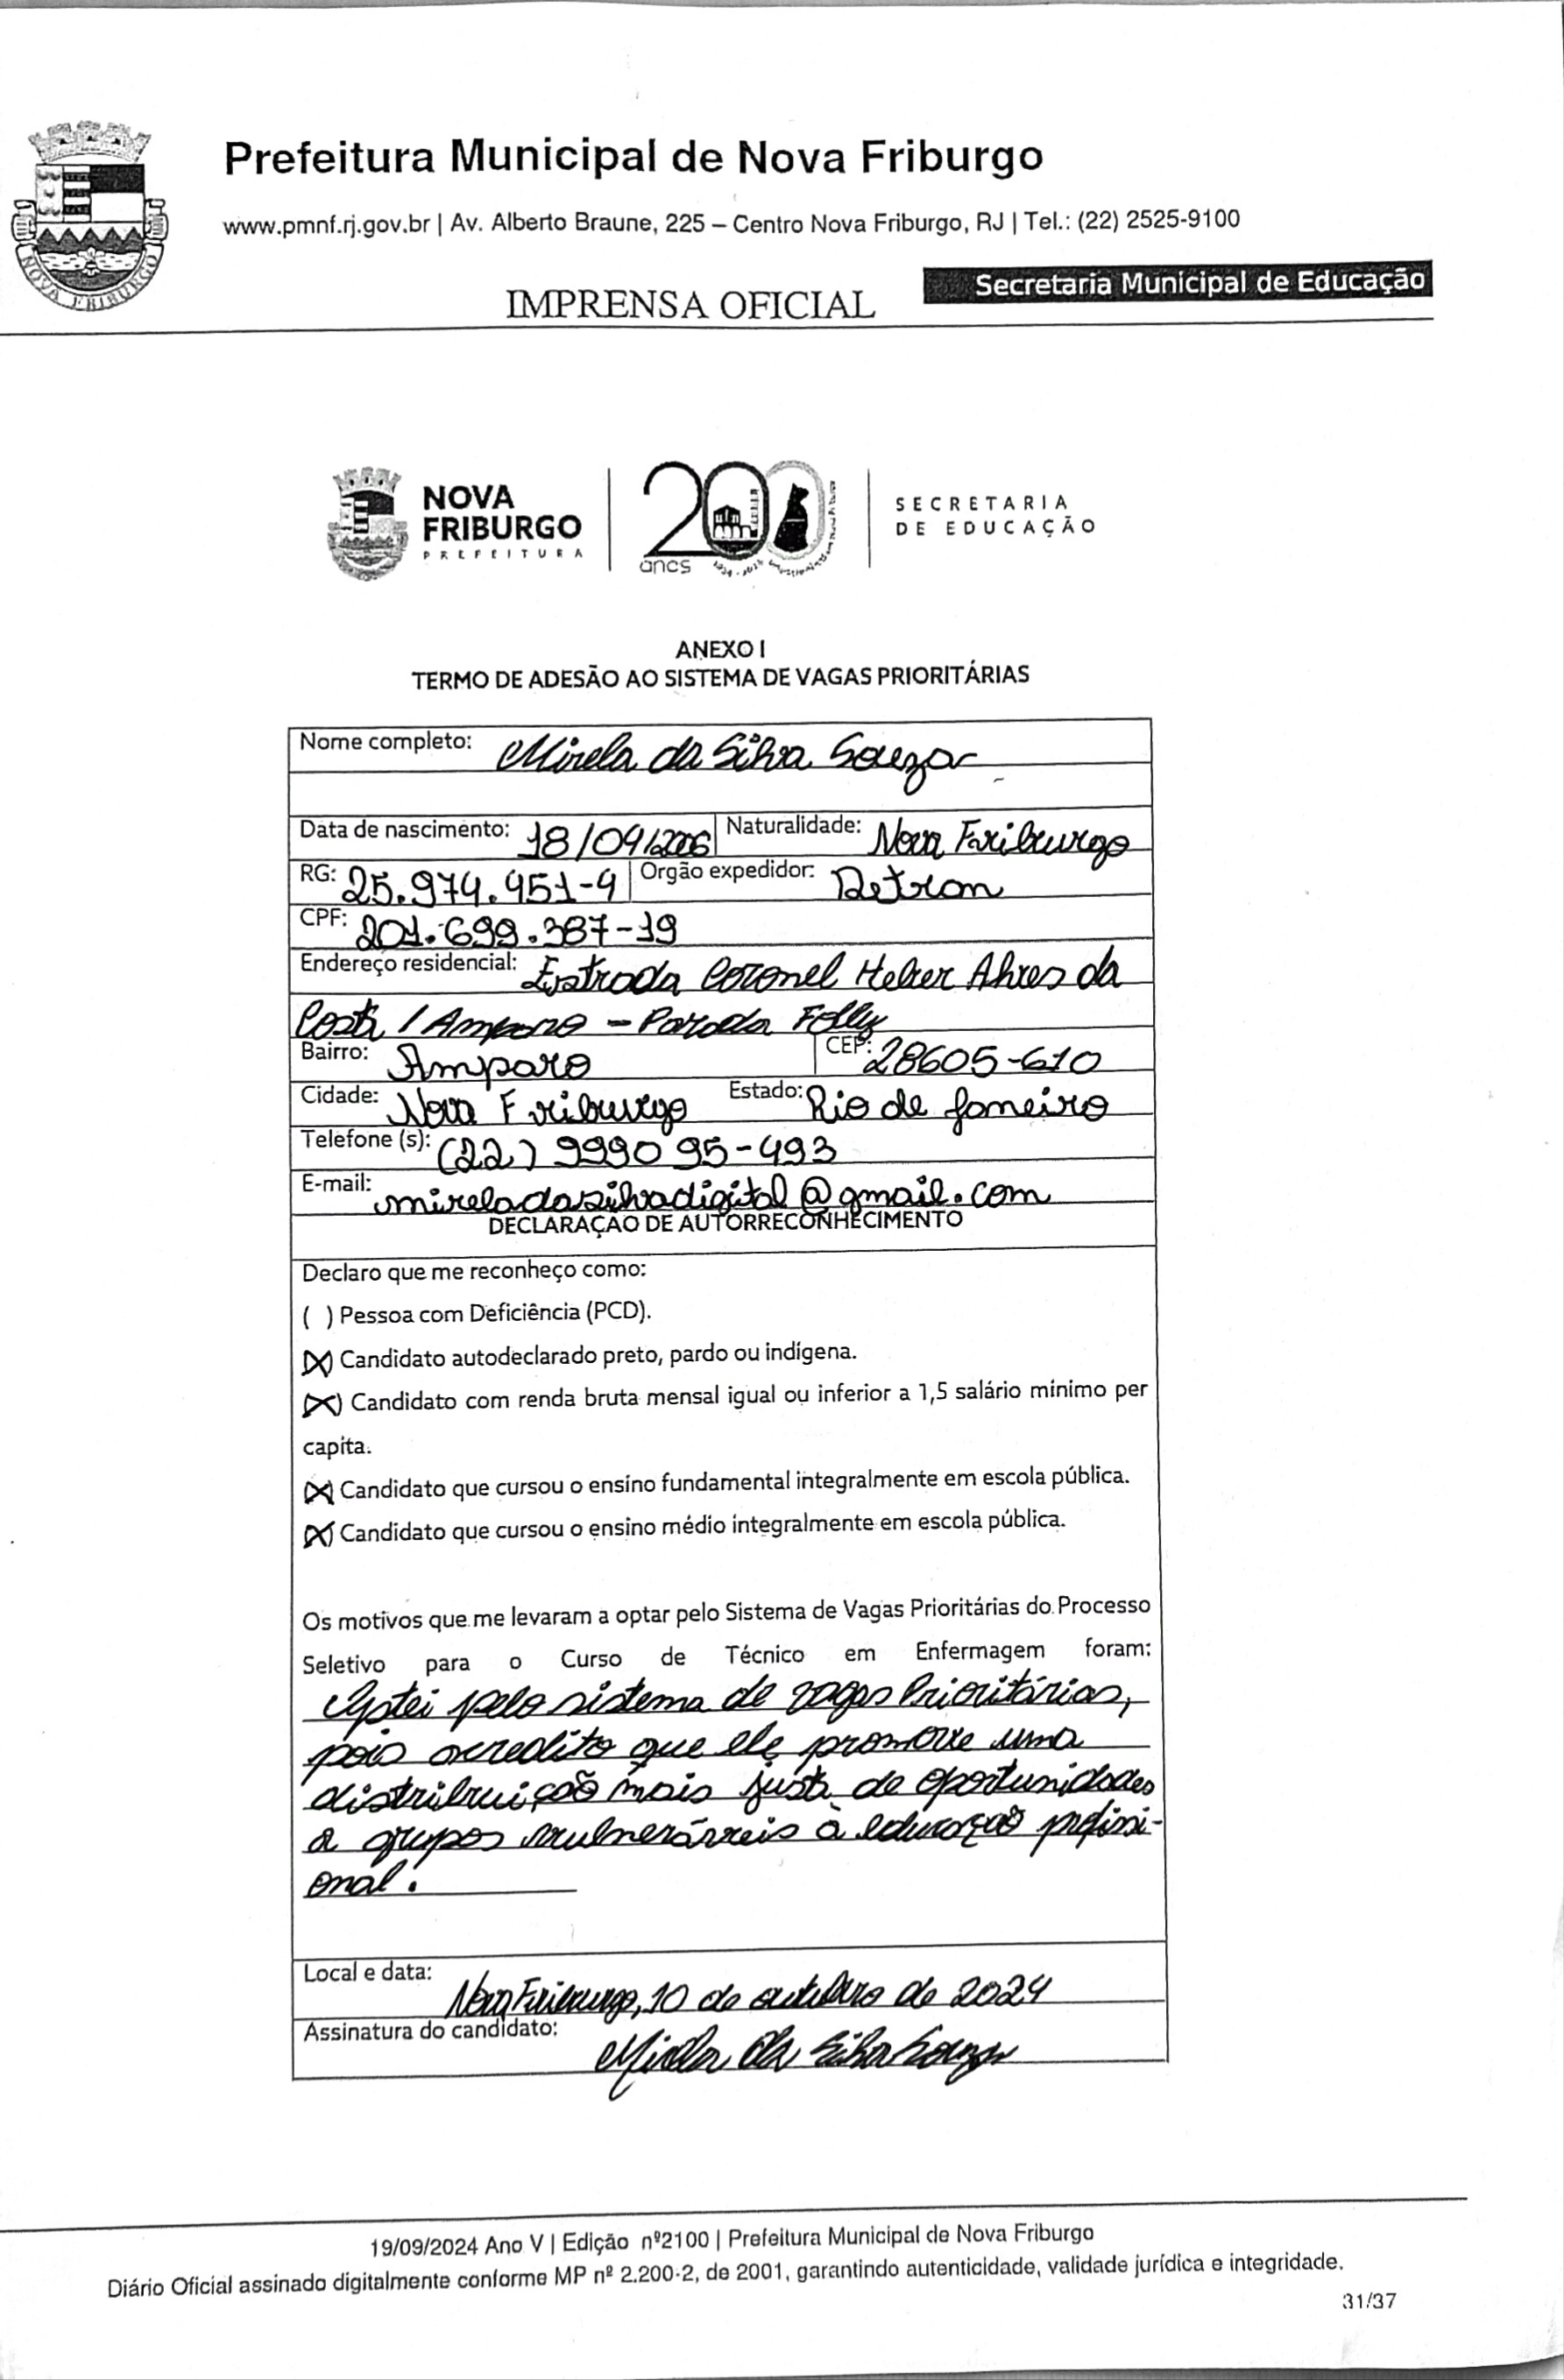 Prefeitura Municipal de Nova Friburgo
www.pmnf.rj.gov.br | Av. Alberto Braune, 225 – Centro Nova Friburgo, RJ | Tel.: (22) 2525-9100
Secretaria Municipal de Educação
IMPRENSA OFICIAL
NOVA FRIBURGO
NOVA
FRIBURGO
PREFEITURA
200
anos
SECRETARIA
DE EDUCAÇÃO
ANEXO I
TERMO DE ADESÃO AO SISTEMA DE VAGAS PRIORITÁRIAS
Nome completo: Mirela da Silva Souza
Data de nascimento: 18/09/2006 Naturalidade: Nova Friburgo
RG: 25.974.951-9 Orgão expedidor: Detran
CPF: 201.699.387-19
Endereço residencial: Estrada Coronel Heber Alves da
Costa / Amparo - Parada Folly
Bairro: Amparo CEP: 28605-610
Cidade: Nova Friburgo Estado: Rio de Janeiro
Telefone (s): (22) 999095-493
E-mail: mireladasilvadigital@gmail.com
DECLARAÇÃO DE AUTORRECONHECIMENTO
Declaro que me reconheço como:
( ) Pessoa com Deficiência (PCD).
(X) Candidato autodeclarado preto, pardo ou indígena.
(X) Candidato com renda bruta mensal igual ou inferior a 1,5 salário mínimo per
capita.
(X) Candidato que cursou o ensino fundamental integralmente em escola pública.
(X) Candidato que cursou o ensino médio integralmente em escola pública.
Os motivos que me levaram a optar pelo Sistema de Vagas Prioritárias do Processo
Seletivo para o Curso de Técnico em Enfermagem foram:
Optei pelo sistema de vagas Prioritárias,
pois acredito que ele promove uma
distribuição mais justa de oportunidades
a grupos vulneráveis à educação profissi-
onal.
Local e data: Nova Friburgo, 10 de outubro de 2024
Assinatura do candidato: Mirela da Silva Souza
19/09/2024 Ano V | Edição nº2100 | Prefeitura Municipal de Nova Friburgo
Diário Oficial assinado digitalmente conforme MP nº 2.200-2, de 2001, garantindo autenticidade, validade jurídica e integridade.
31/37